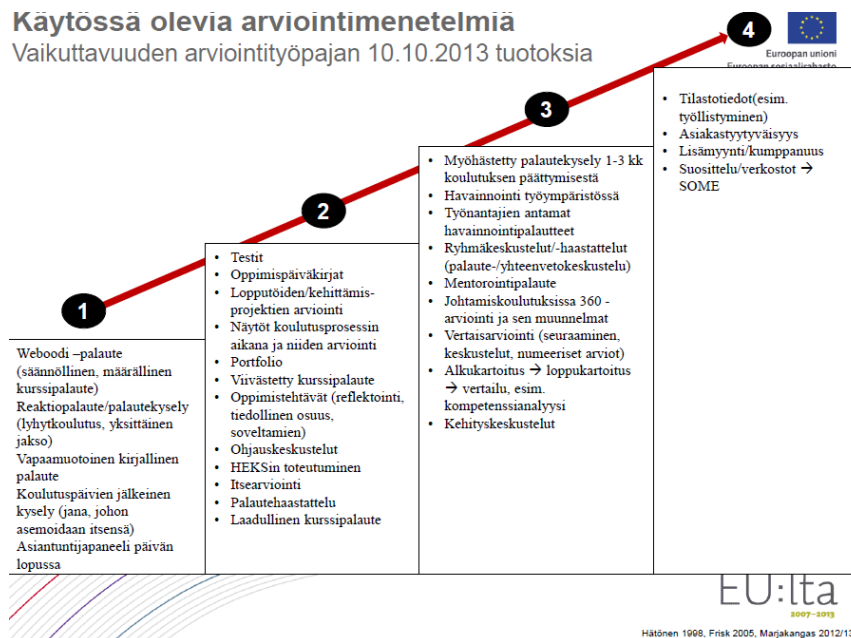 Käytössä olevia arviointimenetelmiä
Vaikuttavuuden arviointityöpajan 10.10.2013 tuotoksia
4
Euroopan unioni
Euroopan sosiaalirahasto
3
2
1
Weboodi –palaute
(säännöllinen, määrällinen
kurssipalaute)
Reaktiopalaute/palautekysely
(lyhytkoulutus, yksittäinen
jakso)
Vapaamuotoinen kirjallinen
palaute
Koulutuspäivien jälkeinen
kysely (jana, johon
asemoidaan itsensä)
Asiantuntijapaneeli päivän
lopussa
• Testit
• Oppimispäiväkirjat
• Lopputöiden/kehittämis-
projektien arviointi
• Näytöt koulutusprosessin
aikana ja niiden arviointi
• Portfolio
• Viivästetty kurssipalaute
• Oppimistehtävät (reflektointi,
tiedollinen osuus,
soveltamien)
• Ohjauskeskustelut
• HEKSin toteutuminen
• Itsearviointi
• Palautehaastattelu
• Laadullinen kurssipalaute
• Myöhästetty palautekysely 1-3 kk
koulutuksen päättymisestä
• Havainnointi työympäristössä
• Työnantajien antamat
havainnointipalautteet
• Ryhmäkeskustelut/-haastattelut
(palaute-/yhteenvetokeskustelu)
• Mentorointipalaute
• Johtamiskoulutuksissa 360 -
arviointi ja sen muunnelmat
• Vertaisarviointi (seuraaminen,
keskustelut, numeeriset arviot)
• Alkukartoitus → loppukartoitus
→ vertailu, esim.
kompetenssianalyysi
• Kehityskeskustelut
• Tilastotiedot(esim.
työllistyminen)
• Asiakastyytyväisyys
• Lisämyynti/kumppanuus
• Suosittelu/verkostot →
SOME
EU:lta
2007–2013
Hätönen 1998, Frisk 2005, Marjakangas 2012/13